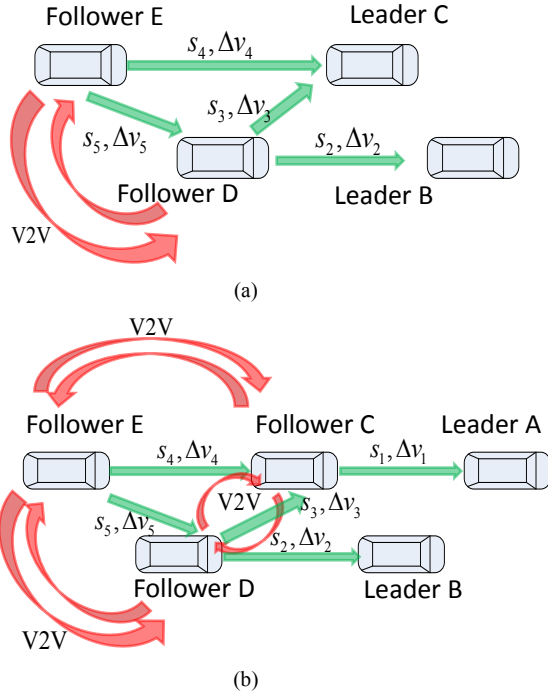 Follower E
Leader C
s₄, Δv₄
s₃, Δv₃
s₅, Δv₅
s₂, Δv₂
Follower D
Leader B
V2V
(a)
V2V
Follower E
Follower C
Leader A
s₄, Δv₄
s₁, Δv₁
V2V
s₃, Δv₃
s₅, Δv₅
s₂, Δv₂
Follower D
Leader B
V2V
(b)